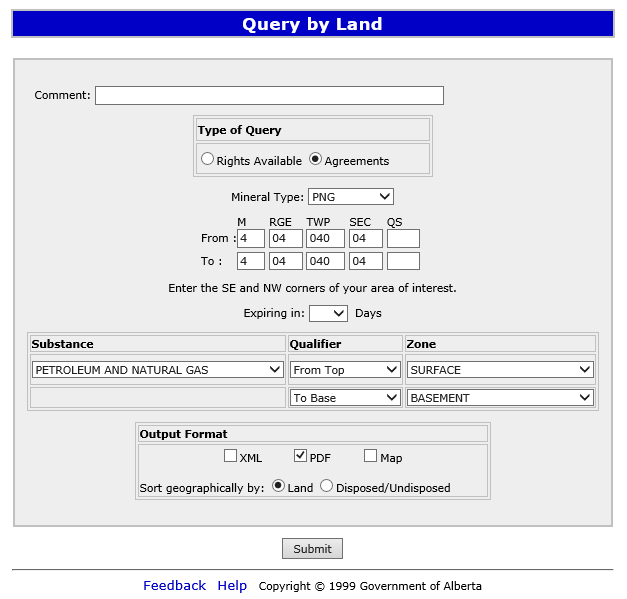 Query by Land
Comment:
Type of Query
Rights Available Agreements
Mineral Type: PNG
M RGE TWP SEC QS
From : 4 04 040 04
To : 4 04 040 04
Enter the SE and NW corners of your area of interest.
Expiring in: Days
Substance Qualifier Zone
PETROLEUM AND NATURAL GAS From Top SURFACE
To Base BASEMENT
Output Format
XML PDF Map
Sort geographically by: Land Disposed/Undisposed
Submit
Feedback Help Copyright © 1999 Government of Alberta